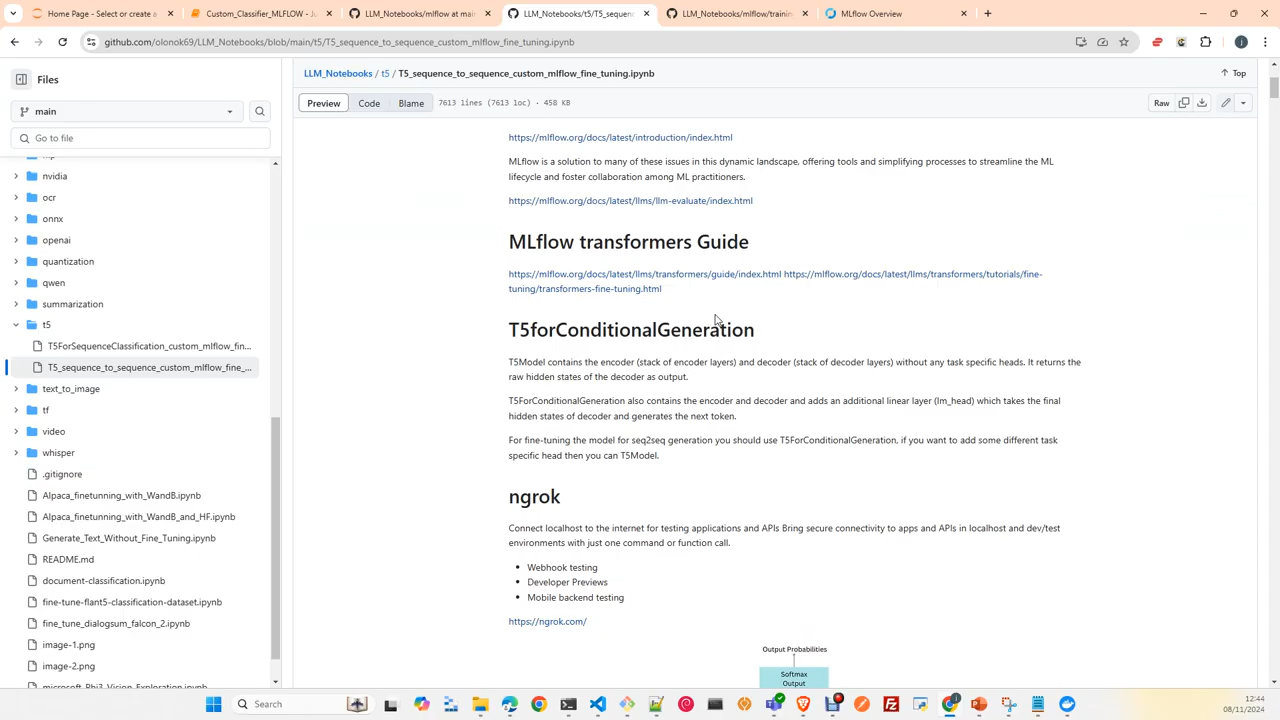 Home Page - Select or create a
Custom_Classifier_MLFLOW - Ju
LLM_Notebooks/mlflow at main
LLM_Notebooks/t5/T5_sequenc
LLM_Notebooks/mlflow/training
MLflow Overview
github.com/olonok69/LLM_Notebooks/blob/main/t5/T5_sequence_to_sequence_custom_mlflow_fine_tuning.ipynb
Files
main
Go to file
nvidia
ocr
onnx
openai
quantization
qwen
summarization
t5
T5ForSequenceClassification_custom_mlflow_fin...
T5_sequence_to_sequence_custom_mlflow_fine_...
text_to_image
tf
video
whisper
.gitignore
Alpaca_finetunning_with_WandB.ipynb
Alpaca_finetunning_with_WandB_and_HF.ipynb
Generate_Text_Without_Fine_Tuning.ipynb
README.md
document-classification.ipynb
fine-tune-flant5-classification-dataset.ipynb
fine_tune_dialogsum_falcon_2.ipynb
image-1.png
image-2.png
microsoft_Phi3_Vision_Exploration.ipynb
LLM_Notebooks / t5 / T5_sequence_to_sequence_custom_mlflow_fine_tuning.ipynb
Top
Preview Code Blame 7613 lines (7613 loc) · 458 KB
Raw
https://mlflow.org/docs/latest/introduction/index.html
MLflow is a solution to many of these issues in this dynamic landscape, offering tools and simplifying processes to streamline the ML
lifecycle and foster collaboration among ML practitioners.
https://mlflow.org/docs/latest/llms/llm-evaluate/index.html
MLflow transformers Guide
https://mlflow.org/docs/latest/llms/transformers/guide/index.html https://mlflow.org/docs/latest/llms/transformers/tutorials/fine-
tuning/transformers-fine-tuning.html
T5forConditionalGeneration
T5Model contains the encoder (stack of encoder layers) and decoder (stack of decoder layers) without any task specific heads. It returns the
raw hidden states of the decoder as output.
T5ForConditionalGeneration also contains the encoder and decoder and adds an additional linear layer (lm_head) which takes the final
hidden states of decoder and generates the next token.
For fine-tuning the model for seq2seq generation you should use T5ForConditionalGeneration, if you want to add some different task
specific head then you can T5Model.
ngrok
Connect localhost to the internet for testing applications and APIs Bring secure connectivity to apps and APIs in localhost and dev/test
environments with just one command or function call.
Webhook testing
Developer Previews
Mobile backend testing
https://ngrok.com/
Output Probabilities
Softmax
Output
Search
12:44
08/11/2024